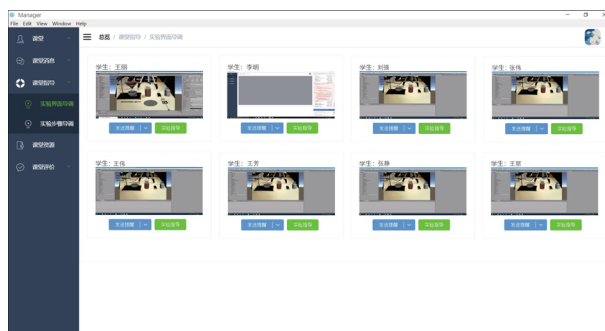 Manager
File Edit View Window Help
课堂
总览 / 课堂指导 / 实验界面导调
课堂消息
课堂指导
实验界面导调
实验步骤导调
课堂资源
课堂评价
学生：王丽
学生：李明
学生：刘强
学生：张伟
发送提醒 实验指导
发送提醒 实验指导
发送提醒 实验指导
发送提醒 实验指导
学生：王伟
学生：王芳
学生：张静
学生：王丽
发送提醒 实验指导
发送提醒 实验指导
发送提醒 实验指导
发送提醒 实验指导